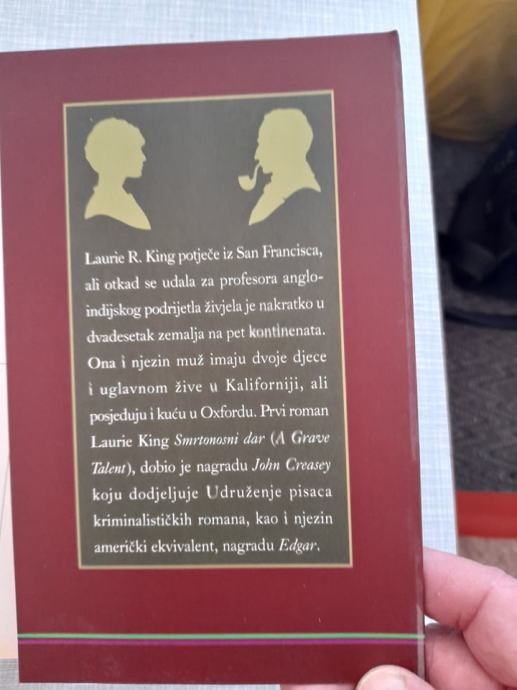 Laurie R. King potječe iz San Francisca,
ali otkad se udala za profesora anglo-
indijskog podrijetla živjela je nakratko u
dvadesetak zemalja na pet kontinenata.
Ona i njezin muž imaju dvoje djece
i uglavnom žive u Kaliforniji, ali
posjeduju i kuću u Oxfordu. Prvi roman
Laurie King Smrtonosni dar (A Grave
Talent), dobio je nagradu John Creasey
koju dodjeljuje Udruženje pisaca
kriminalističkih romana, kao i njezin
američki ekvivalent, nagradu Edgar.